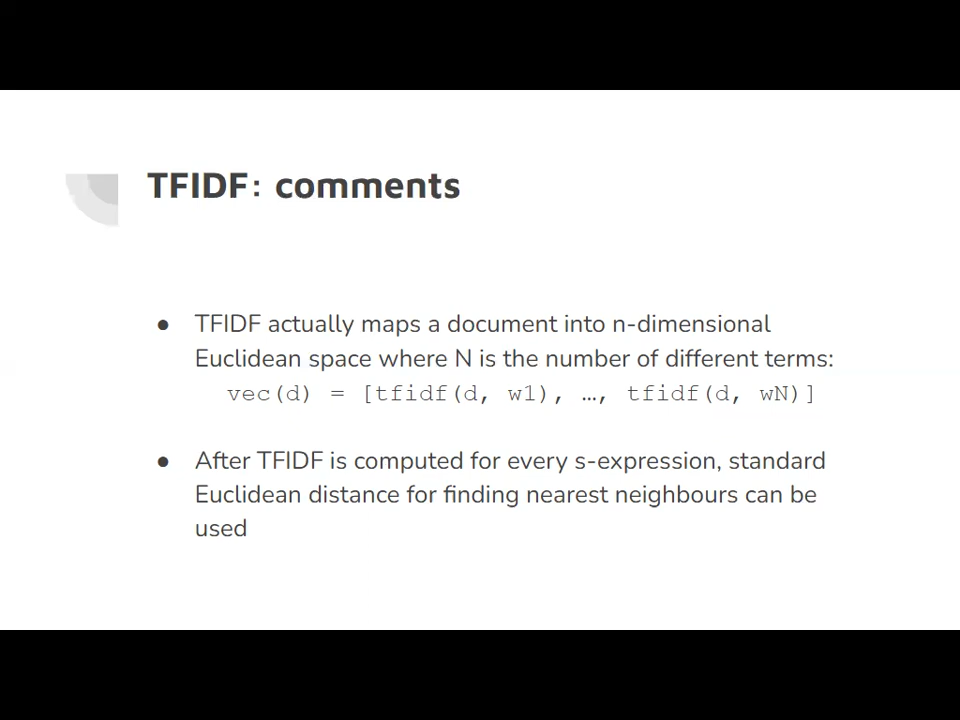 TFIDF: comments
● TFIDF actually maps a document into n-dimensional
Euclidean space where N is the number of different terms:
vec(d) = [tfidf(d, w1), …, tfidf(d, wN)]
● After TFIDF is computed for every s-expression, standard
Euclidean distance for finding nearest neighbours can be
used